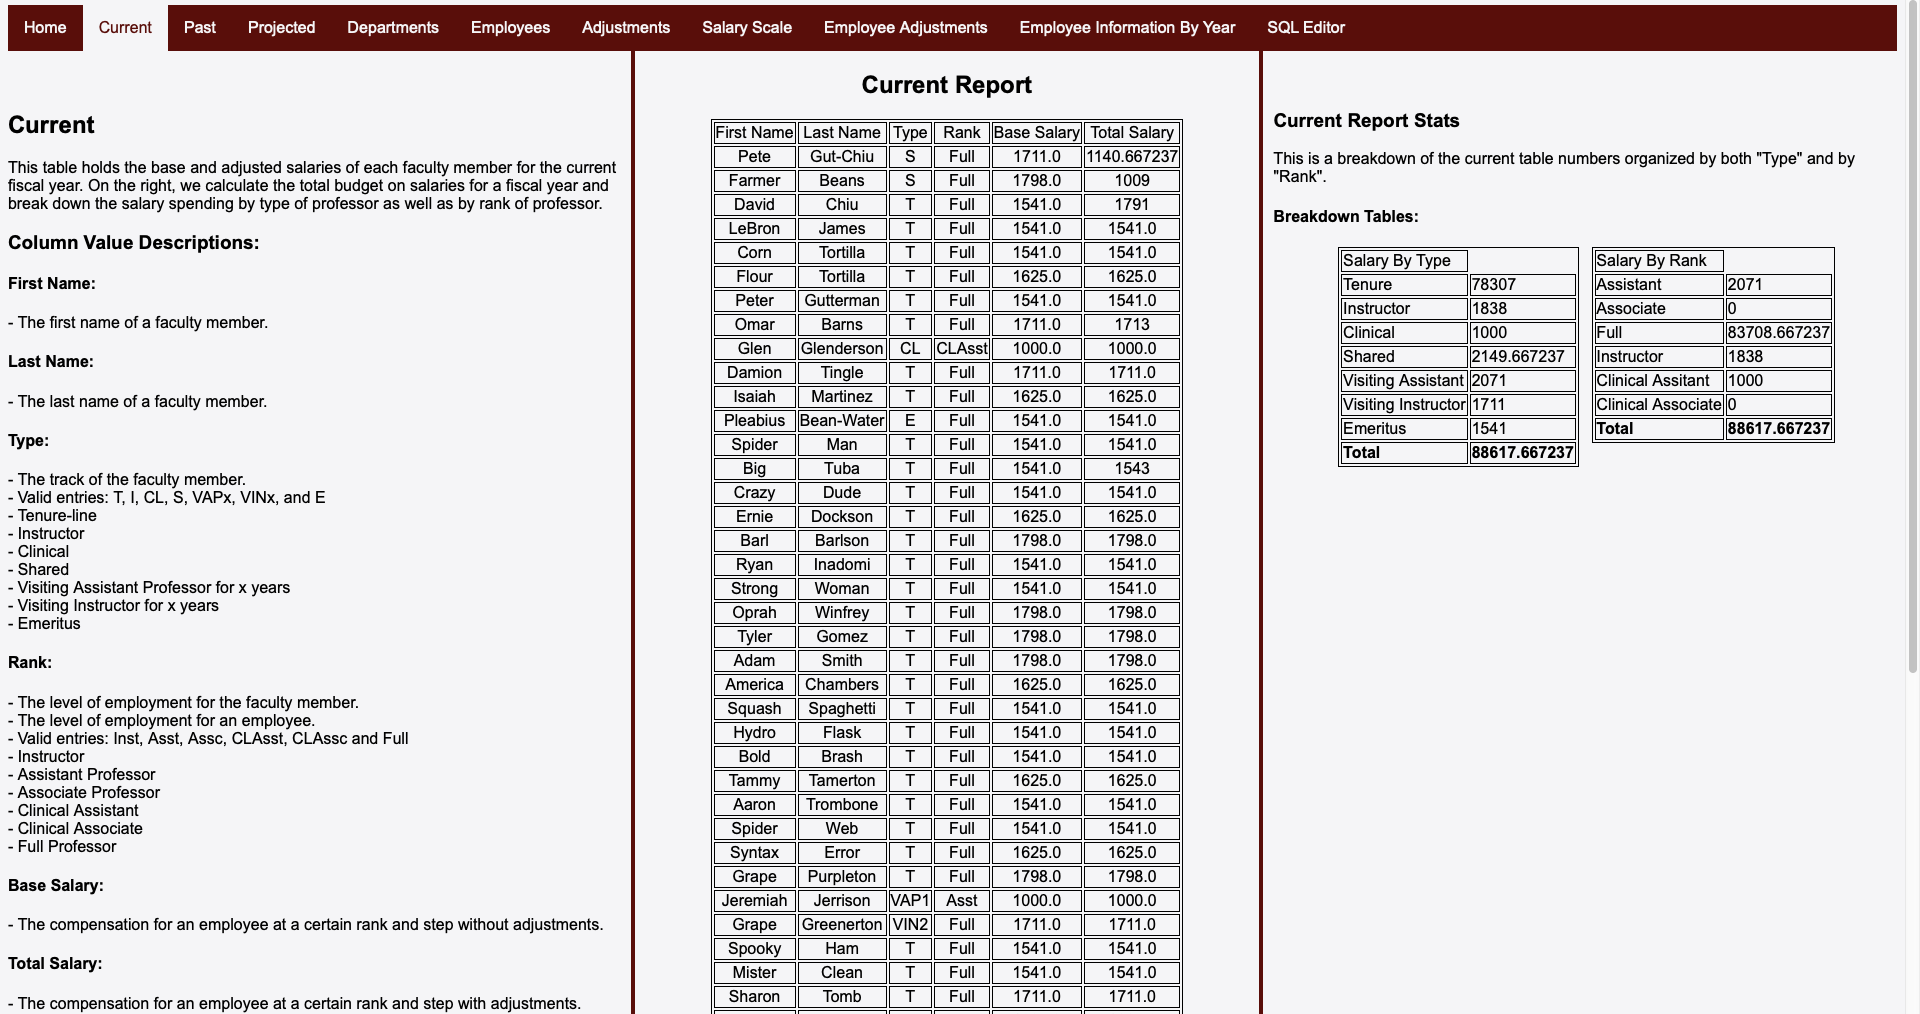 Home Current Past Projected Departments Employees Adjustments Salary Scale Employee Adjustments Employee Information By Year SQL Editor
Current
This table holds the base and adjusted salaries of each faculty member for the current
fiscal year. On the right, we calculate the total budget on salaries for a fiscal year and
break down the salary spending by type of professor as well as by rank of professor.
Column Value Descriptions:
First Name:
- The first name of a faculty member.
Last Name:
- The last name of a faculty member.
Type:
- The track of the faculty member.
- Valid entries: T, I, CL, S, VAPx, VINx, and E
- Tenure-line
- Instructor
- Clinical
- Shared
- Visiting Assistant Professor for x years
- Visiting Instructor for x years
- Emeritus
Rank:
- The level of employment for the faculty member.
- The level of employment for an employee.
- Valid entries: Inst, Asst, Assc, CLAsst, CLAssc and Full
- Instructor
- Assistant Professor
- Associate Professor
- Clinical Assistant
- Clinical Associate
- Full Professor
Base Salary:
- The compensation for an employee at a certain rank and step without adjustments.
Total Salary:
- The compensation for an employee at a certain rank and step with adjustments.
Current Report
First Name Last Name Type Rank Base Salary Total Salary
Pete Gut-Chiu S Full 1711.0 1140.667237
Farmer Beans S Full 1798.0 1009
David Chiu T Full 1541.0 1791
LeBron James T Full 1541.0 1541.0
Corn Tortilla T Full 1541.0 1541.0
Flour Tortilla T Full 1625.0 1625.0
Peter Gutterman T Full 1541.0 1541.0
Omar Barns T Full 1711.0 1713
Glen Glenderson CL CLAsst 1000.0 1000.0
Damion Tingle T Full 1711.0 1711.0
Isaiah Martinez T Full 1625.0 1625.0
Pleabius Bean-Water E Full 1541.0 1541.0
Spider Man T Full 1541.0 1541.0
Big Tuba T Full 1541.0 1543
Crazy Dude T Full 1541.0 1541.0
Ernie Dockson T Full 1625.0 1625.0
Barl Barlson T Full 1798.0 1798.0
Ryan Inadomi T Full 1541.0 1541.0
Strong Woman T Full 1541.0 1541.0
Oprah Winfrey T Full 1798.0 1798.0
Tyler Gomez T Full 1798.0 1798.0
Adam Smith T Full 1798.0 1798.0
America Chambers T Full 1625.0 1625.0
Squash Spaghetti T Full 1541.0 1541.0
Hydro Flask T Full 1541.0 1541.0
Bold Brash T Full 1541.0 1541.0
Tammy Tamerton T Full 1625.0 1625.0
Aaron Trombone T Full 1541.0 1541.0
Spider Web T Full 1541.0 1541.0
Syntax Error T Full 1625.0 1625.0
Grape Purpleton T Full 1798.0 1798.0
Jeremiah Jerrison VAP1 Asst 1000.0 1000.0
Grape Greenerton VIN2 Full 1711.0 1711.0
Spooky Ham T Full 1541.0 1541.0
Mister Clean T Full 1541.0 1541.0
Sharon Tomb T Full 1711.0 1711.0
Current Report Stats
This is a breakdown of the current table numbers organized by both "Type" and by
"Rank".
Breakdown Tables:
Salary By Type
Tenure 78307
Instructor 1838
Clinical 1000
Shared 2149.667237
Visiting Assistant 2071
Visiting Instructor 1711
Emeritus 1541
Total 88617.667237
Salary By Rank
Assistant 2071
Associate 0
Full 83708.667237
Instructor 1838
Clinical Assitant 1000
Clinical Associate 0
Total 88617.667237